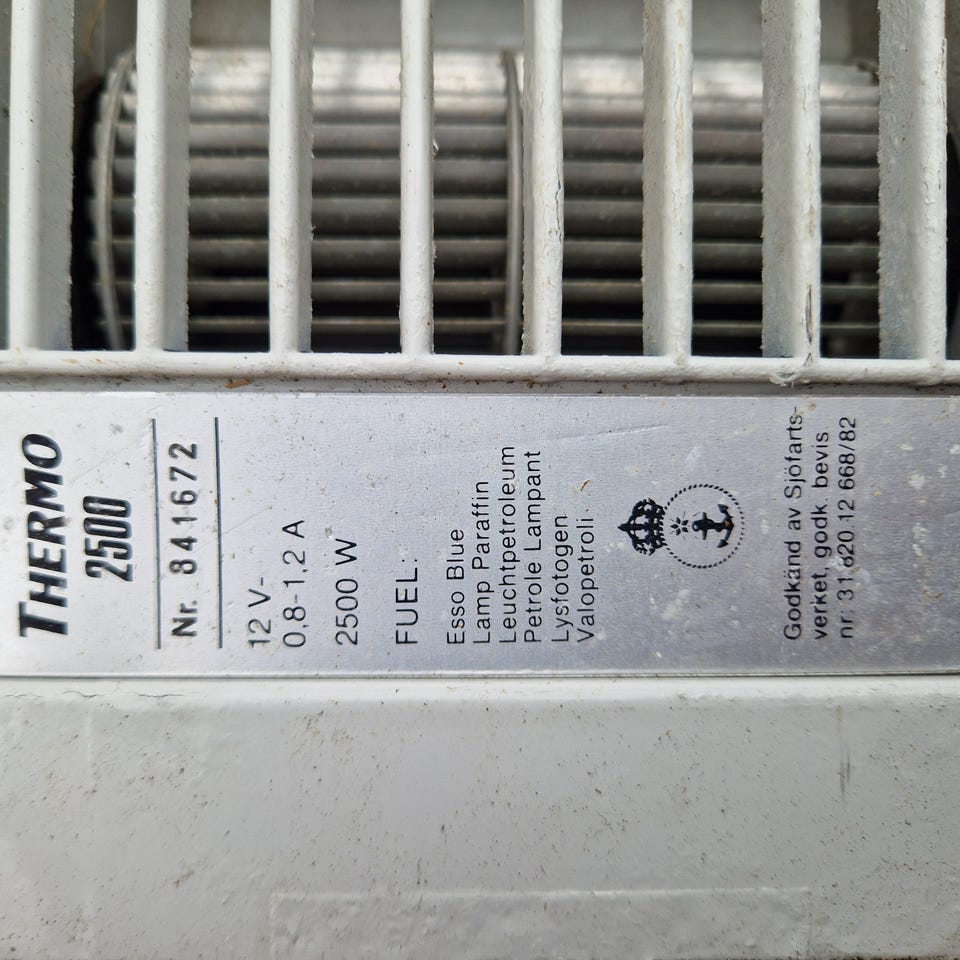 THERMO
2500
Nr. 841672
12 V-
0,8-1,2 A
2500 W
FUEL:
Esso Blue
Lamp Paraffin
Leuchtpetroleum
Petrole Lampant
Lysfotogen
Valopetroli
Godkänd av Sjöfarts-
verket, godk. bevis
nr: 31.820.12 668/82